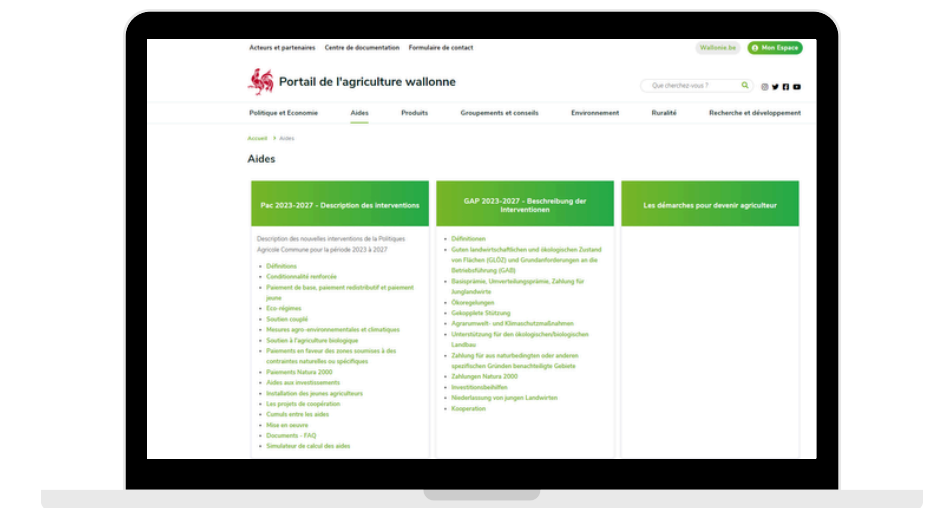 Acteurs et partenaires Centre de documentation Formulaire de contact
Wallonie.be Mon Espace
Portail de l'agriculture wallonne
Que cherchez-vous ?
Politique et Economie Aides Produits Groupements et conseils Environnement Ruralité Recherche et développement
Accueil > Aides
Aides
Pac 2023-2027 - Description des interventions
Description des nouvelles interventions de la Politiques
Agricole Commune pour la période 2023 à 2027
Définitions
Conditionnalité renforcée
Paiement de base, paiement redistributif et paiement
jeune
Eco-régimes
Soutien couplé
Mesures agro-environnementales et climatiques
Soutien à l'agriculture biologique
Paiements en faveur des zones soumises à des
contraintes naturelles ou spécifiques
Paiements Natura 2000
Aides aux investissements
Installation des jeunes agriculteurs
Les projets de coopération
Cumuls entre les aides
Mise en oeuvre
Documents - FAQ
Simulateur de calcul des aides
GAP 2023-2027 - Beschreibung der
Interventionen
Définitionen
Guten landwirtschaftlichen und ökologischen Zustand
von Flächen (GLÖZ) und Grundanforderungen an die
Betriebsführung (GAB)
Basisprämie, Umverteilungsprämie, Zahlung für
Junglandwirte
Ökoregelungen
Gekoppelte Stützung
Agrarumwelt- und Klimaschutzmaßnahmen
Unterstützung für den ökologischen/biologischen
Landbau
Zahlung für aus naturbedingten oder anderen
spezifischen Gründen benachteiligte Gebiete
Zahlungen Natura 2000
Investitionsbeihilfen
Niederlassung von jungen Landwirten
Kooperation
Les démarches pour devenir agriculteur